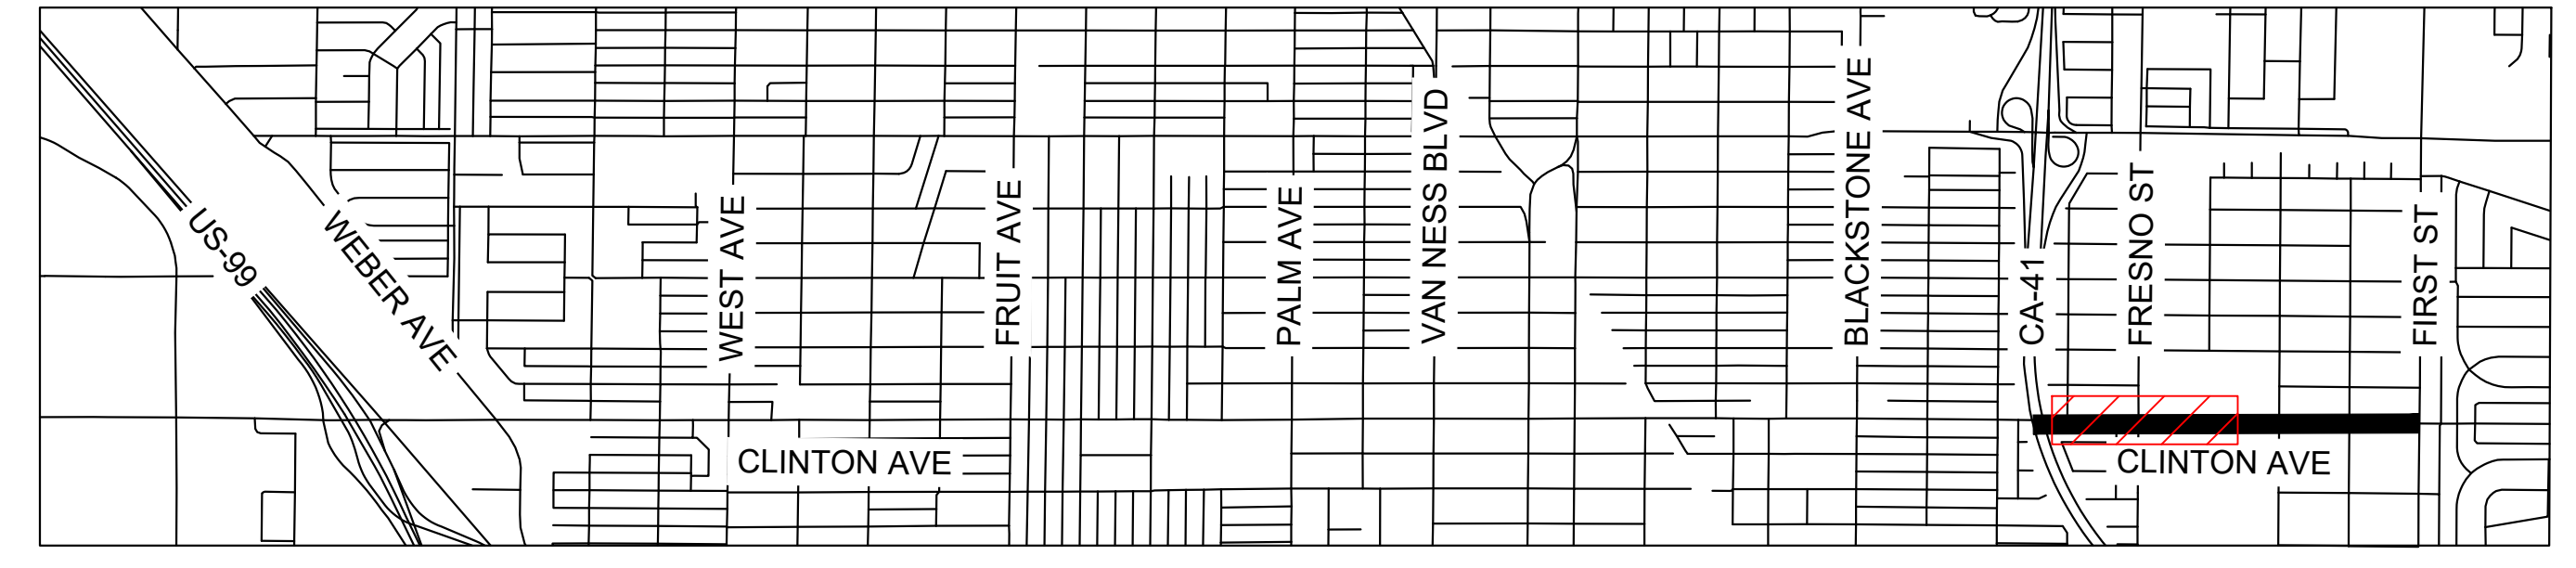 US-99
WEBER AVE
WEST AVE
FRUIT AVE
PALM AVE
VAN NESS BLVD
BLACKSTONE AVE
CA-41
FRESNO ST
FIRST ST
CLINTON AVE
CLINTON AVE